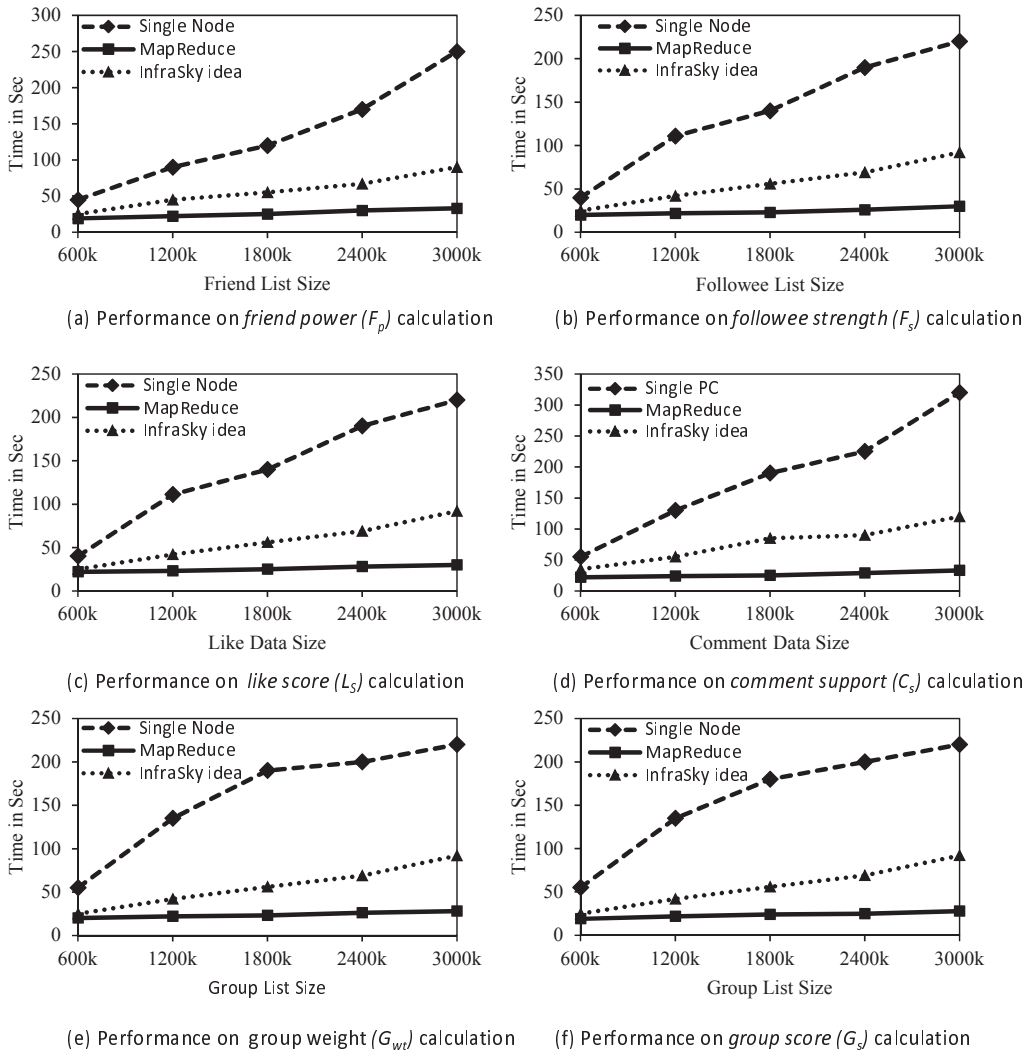 300
250
200
150
100
50
0
Time in Sec
Single Node
MapReduce
InfraSky idea
600k 1200k 1800k 2400k 3000k
Friend List Size
(a) Performance on friend power (Fp) calculation
250
200
150
100
50
0
Time in Sec
Single Node
MapReduce
InfraSky idea
600k 1200k 1800k 2400k 3000k
Followee List Size
(b) Performance on followee strength (Fs) calculation
250
200
150
100
50
0
Time in Sec
Single Node
MapReduce
InfraSky idea
600k 1200k 1800k 2400k 3000k
Like Data Size
(c) Performance on like score (LS) calculation
350
300
250
200
150
100
50
0
Time in Sec
Single PC
MapReduce
InfraSky idea
600k 1200k 1800k 2400k 3000k
Comment Data Size
(d) Performance on comment support (Cs) calculation
250
200
150
100
50
0
Time in Sec
Single Node
MapReduce
InfraSky idea
600k 1200k 1800k 2400k 3000k
Group List Size
(e) Performance on group weight (Gwt) calculation
250
200
150
100
50
0
Time in Sec
Single Node
MapReduce
InfraSky idea
600k 1200k 1800k 2400k 3000k
Group List Size
(f) Performance on group score (Gs) calculation